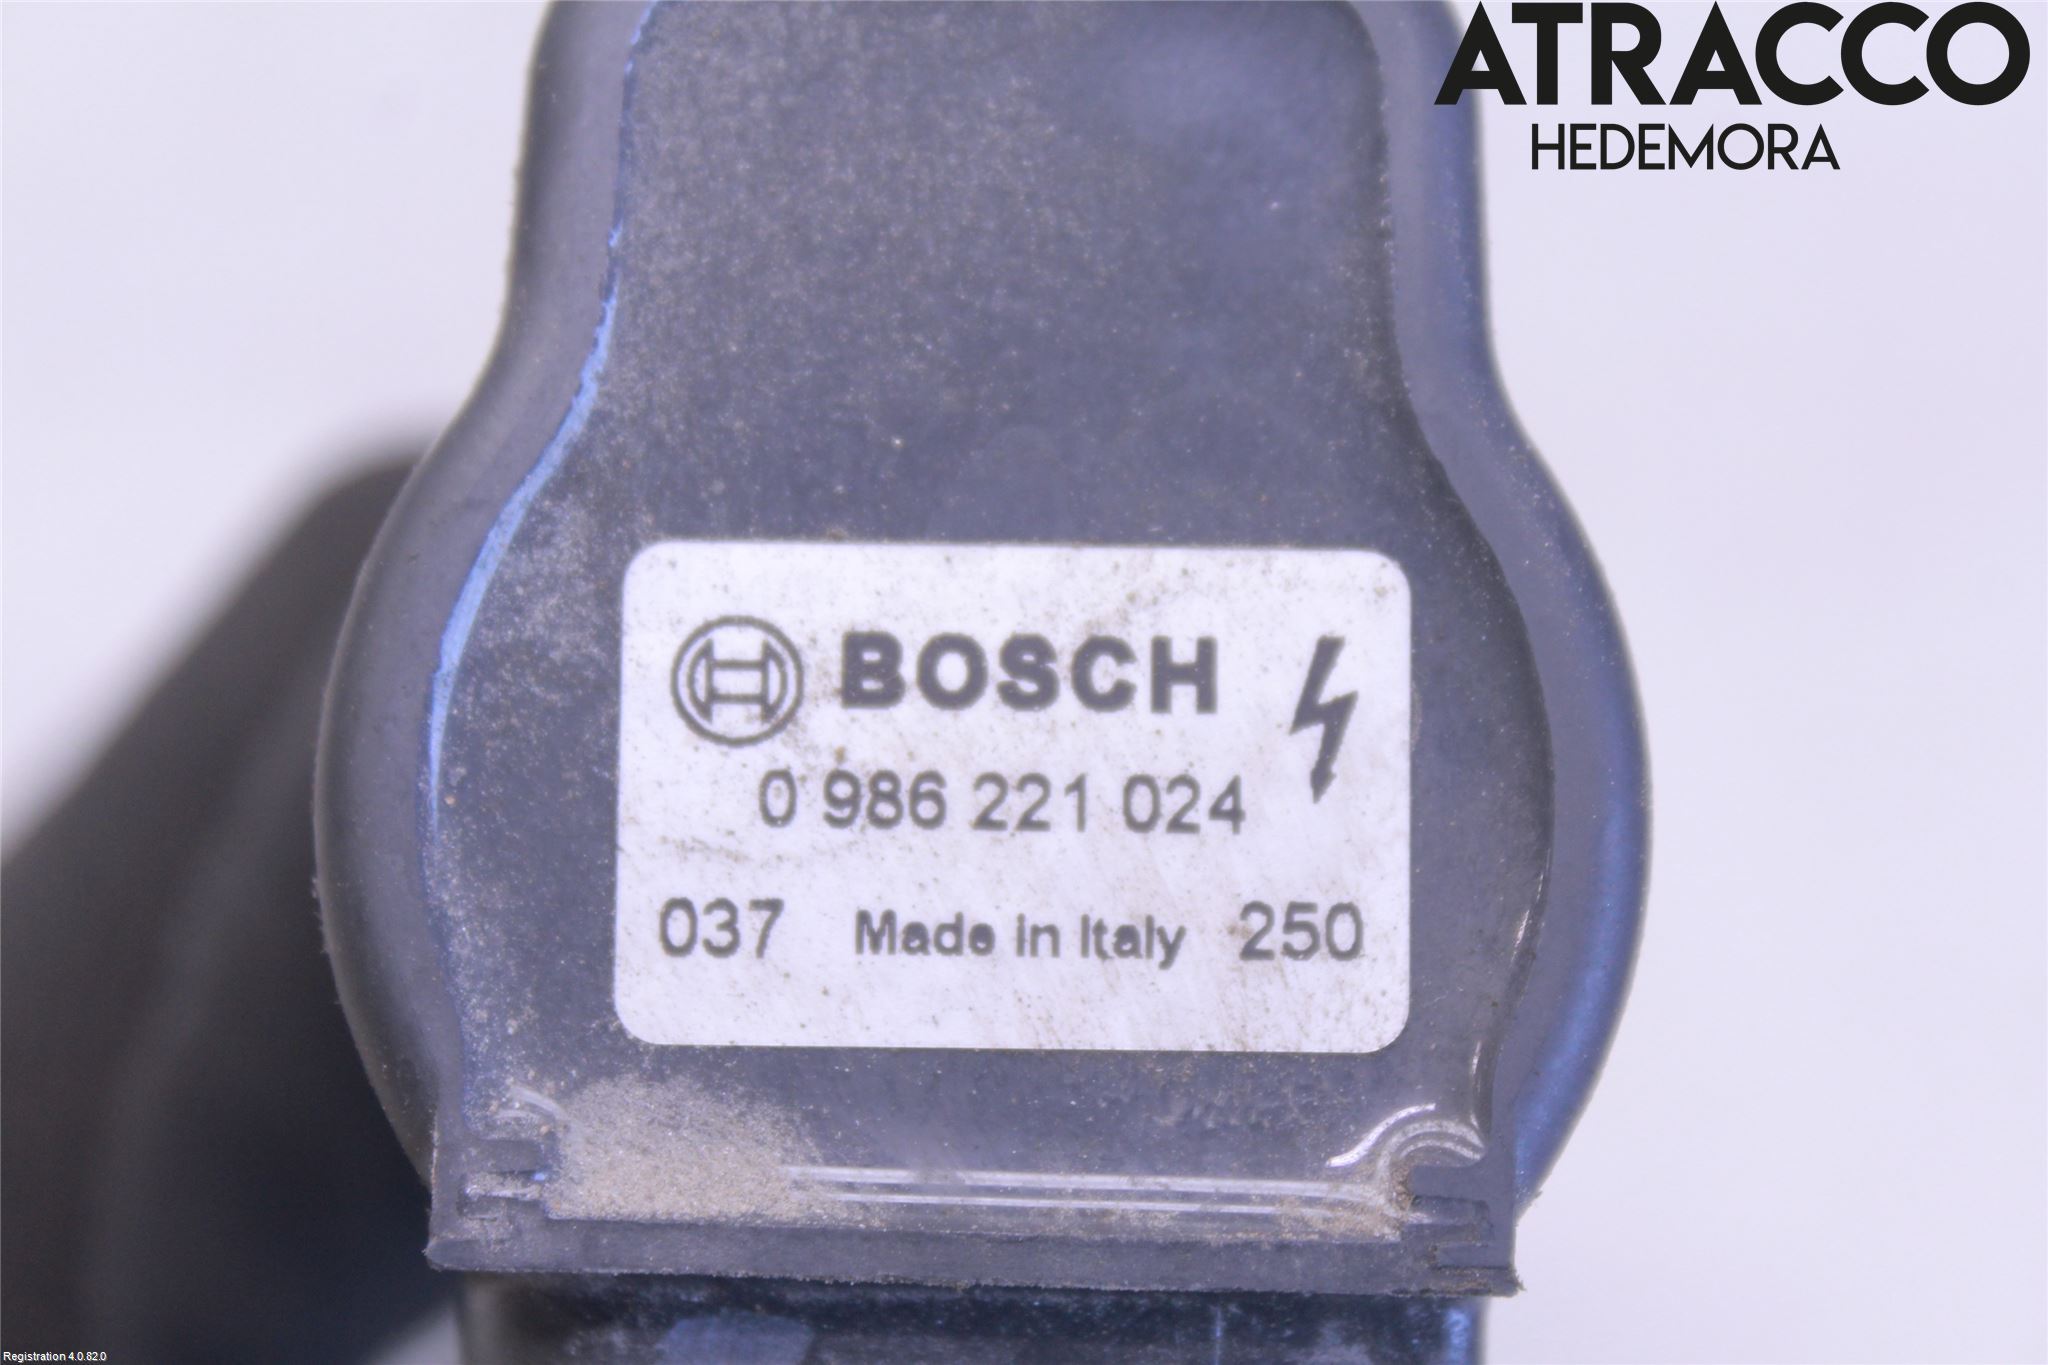 ATRACCO
HEDEMORA
BOSCH
0 986 221 024
037 Made in Italy 250
Registration 4.0.82.0